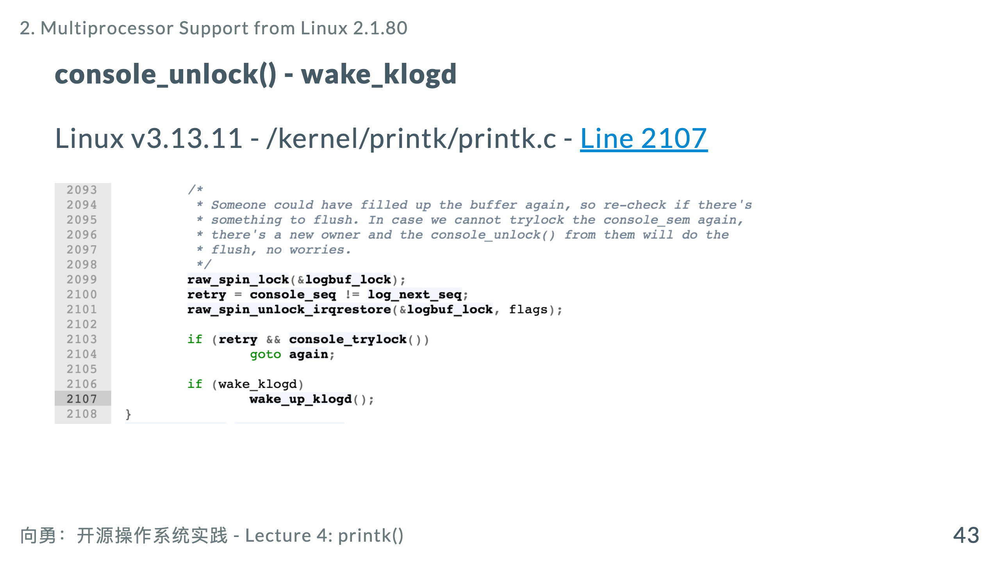 2. Multiprocessor Support from Linux 2.1.80
console_unlock() - wake_klogd
Linux v3.13.11 - /kernel/printk/printk.c - Line 2107
2093 /*
2094 * Someone could have filled up the buffer again, so re-check if there's
2095 * something to flush. In case we cannot trylock the console_sem again,
2096 * there's a new owner and the console_unlock() from them will do the
2097 * flush, no worries.
2098 */
2099 raw_spin_lock(&logbuf_lock);
2100 retry = console_seq != log_next_seq;
2101 raw_spin_unlock_irqrestore(&logbuf_lock, flags);
2102
2103 if (retry && console_trylock())
2104 goto again;
2105
2106 if (wake_klogd)
2107 wake_up_klogd();
2108 }
向勇：开源操作系统实践 - Lecture 4: printk()
43